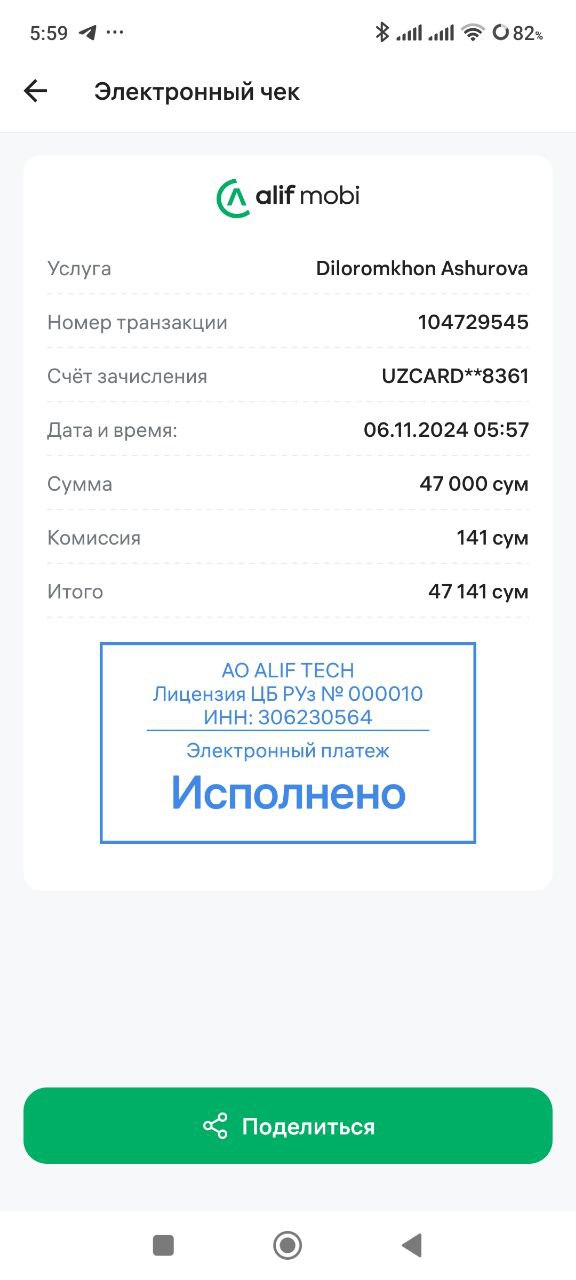 5:59 82%
Электронный чек
alif mobi
Услуга Diloromkhon Ashurova
Номер транзакции 104729545
Счёт зачисления UZCARD**8361
Дата и время: 06.11.2024 05:57
Сумма 47 000 сум
Комиссия 141 сум
Итого 47 141 сум
АО ALIF TECH
Лицензия ЦБ РУз № 000010
ИНН: 306230564
Электронный платеж
Исполнено
Поделиться